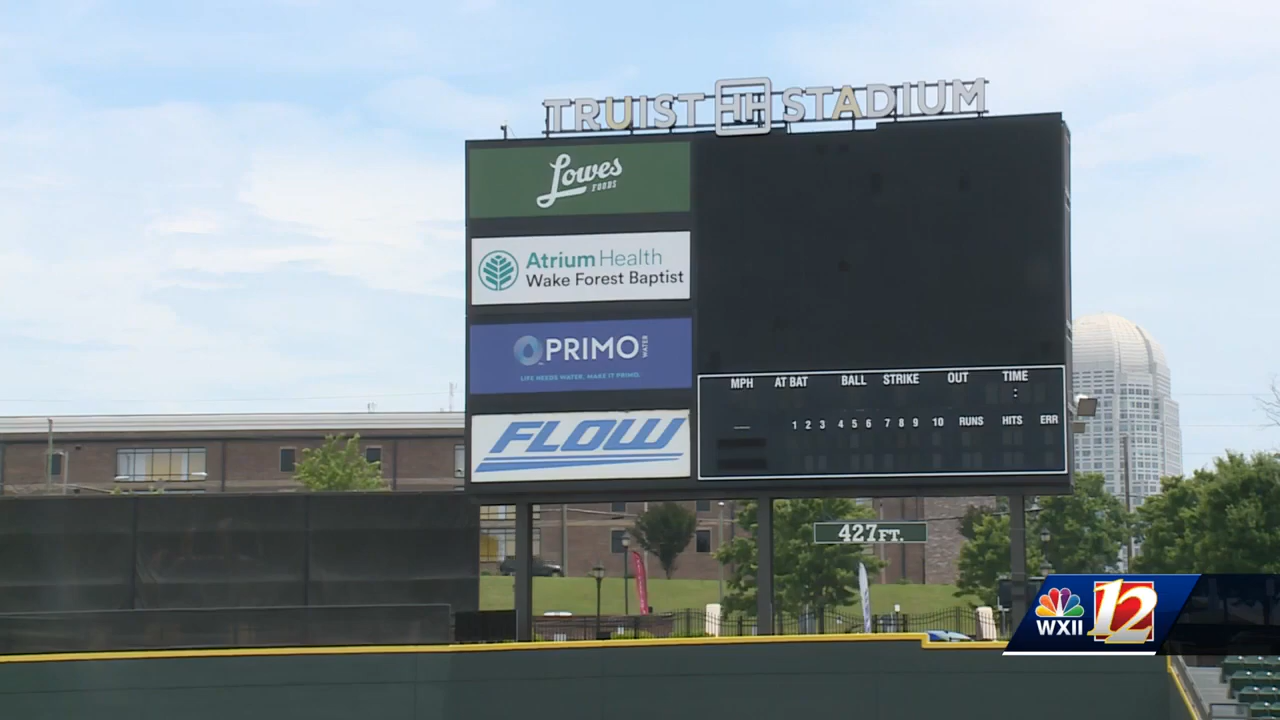 TRUIST STADIUM
Lowes
FOODS
Atrium Health
Wake Forest Baptist
PRIMO WATER
LIFE NEEDS WATER. MAKE IT PRIMO.
FLOW
MPH AT BAT BALL STRIKE OUT TIME
:
1 2 3 4 5 6 7 8 9 10 RUNS HITS ERR
427FT.
WXII 12